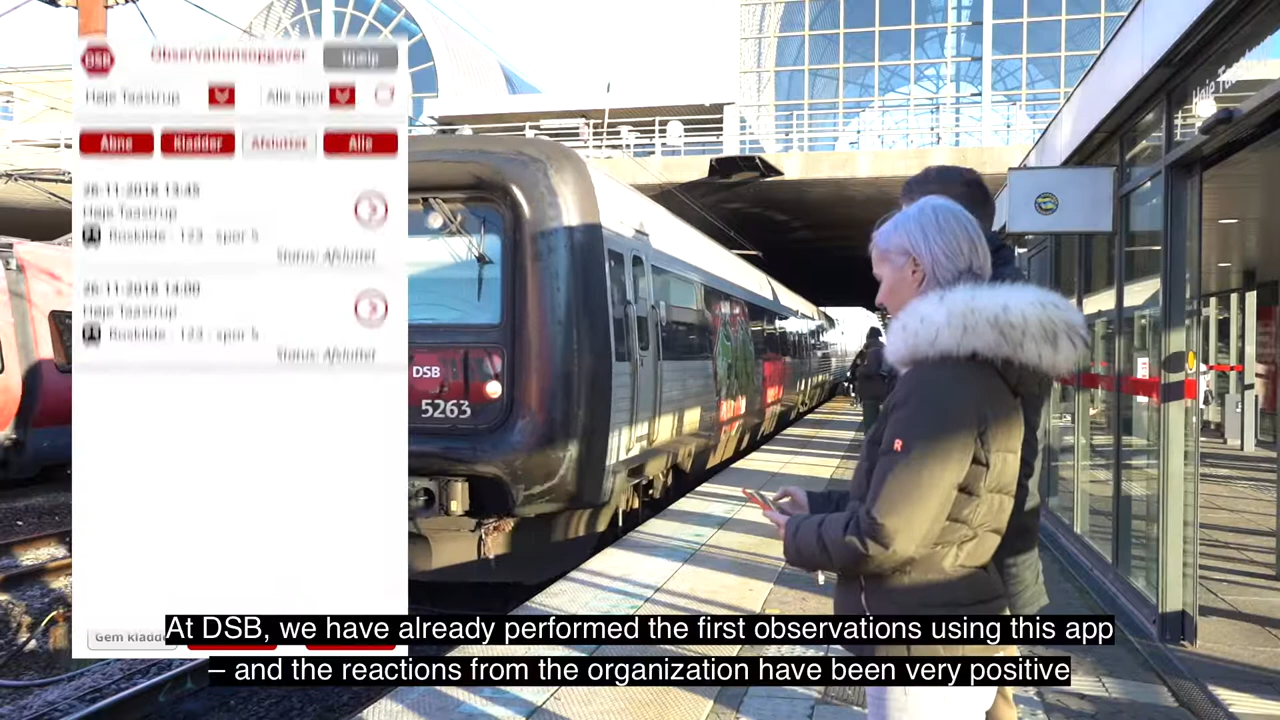 DSB
Observationsopgaver
Hjælp
Høje Taastrup
Alle spor
Åbne
Kladder
Afsluttet
Alle
26-11-2018 13:45
Høje Taastrup
Roskilde - 123 - spor 5
Status: Afsluttet
26-11-2018 14:00
Høje Taastrup
Roskilde - 123 - spor 5
Status: Afsluttet
DSB
5263
R
Gem kladde
At DSB, we have already performed the first observations using this app
– and the reactions from the organization have been very positive